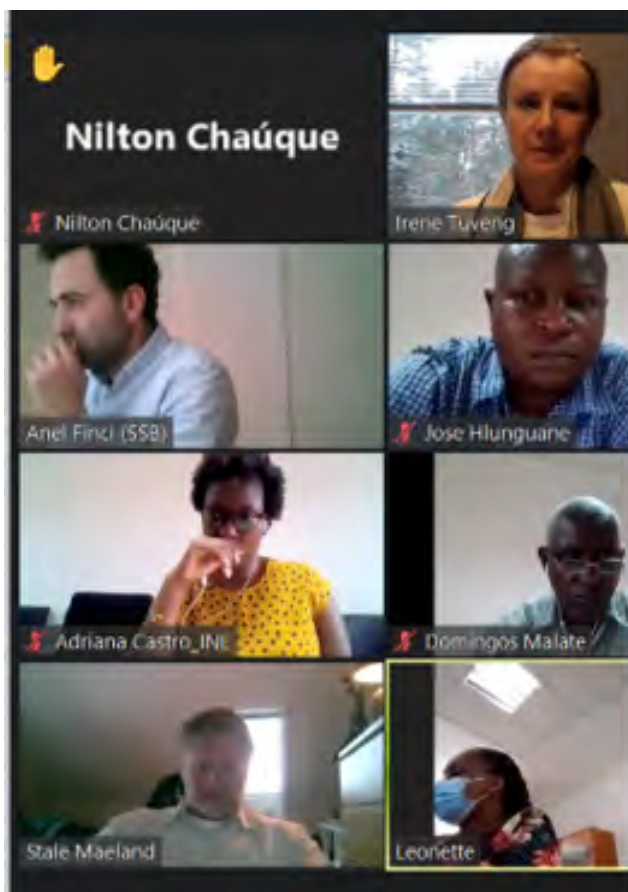 Nilton Chaúque
Nilton Chaúque
Irene Tuveng
Anel Finci (SSB)
Jose Hlunguane
Adriana Castro_INE
Domingos Malate
Stale Maeland
Leonette